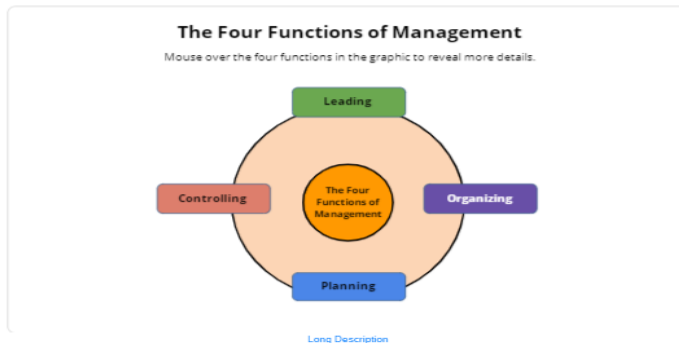 The Four Functions of Management
Mouse over the four functions in the graphic to reveal more details.
Leading
Controlling
The Four
Functions of
Management
Organizing
Planning
Long Description